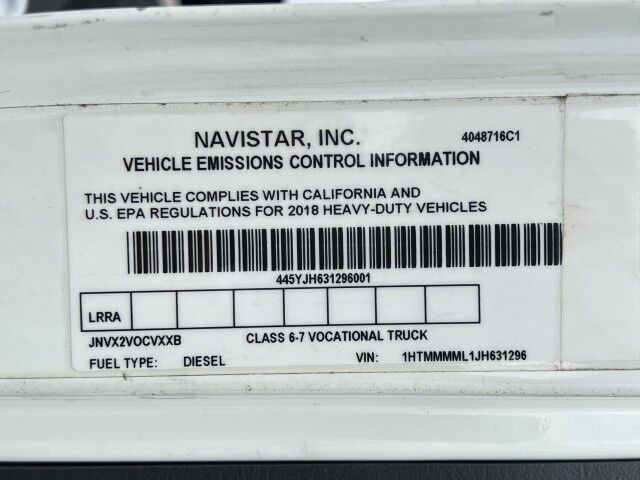 NAVISTAR, INC.
4048716C1
VEHICLE EMISSIONS CONTROL INFORMATION
THIS VEHICLE COMPLIES WITH CALIFORNIA AND
U.S. EPA REGULATIONS FOR 2018 HEAVY-DUTY VEHICLES
445YJH631296001
LRRA
JNVX2VOCVXXB CLASS 6-7 VOCATIONAL TRUCK
FUEL TYPE: DIESEL VIN: 1HTMMMML1JH631296